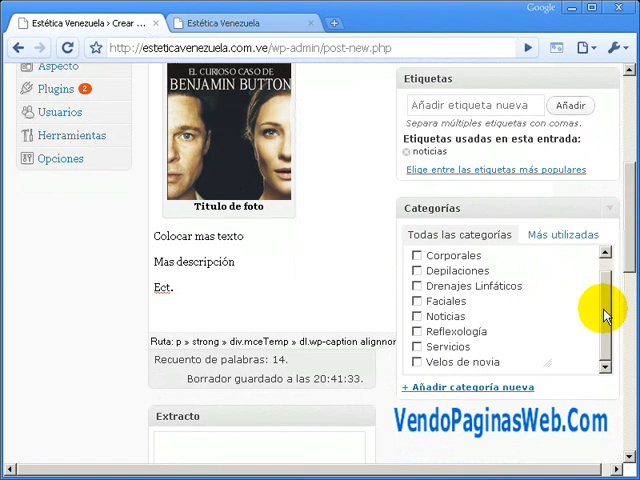 Google
Estética Venezuela › Crear ...
Estética Venezuela
http://esteticavenezuela.com.ve/wp-admin/post-new.php
Aspecto
Plugins 2
Usuarios
Herramientas
Opciones
EL CURIOSO CASO DE
BENJAMIN BUTTON
Titulo de foto
Colocar mas texto
Mas descripción
Ect.
Ruta: p » strong » div.mceTemp » dl.wp-caption alignnor
Recuento de palabras: 14.
Borrador guardado a las 20:41:33.
Extracto
Etiquetas
Añadir etiqueta nueva
Añadir
Separa múltiples etiquetas con comas.
Etiquetas usadas en esta entrada:
noticias
Elige entre las etiquetas más populares
Categorías
Todas las categorías
Más utilizadas
Corporales
Depilaciones
Drenajes Linfáticos
Faciales
Noticias
Reflexología
Servicios
Velos de novia
+ Añadir categoría nueva
VendoPaginasWeb.Com